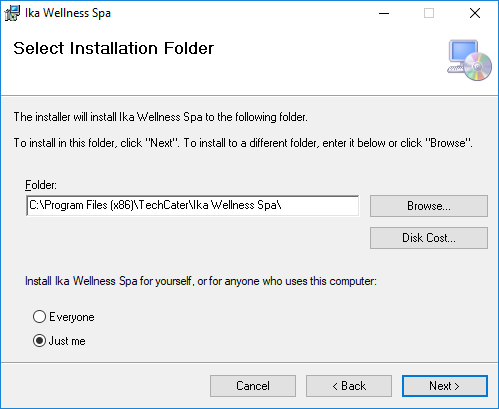 Ika Wellness Spa
Select Installation Folder
The installer will install Ika Wellness Spa to the following folder.
To install in this folder, click "Next". To install to a different folder, enter it below or click "Browse".
Folder:
C:\Program Files (x86)\TechCater\Ika Wellness Spa\
Browse...
Disk Cost...
Install Ika Wellness Spa for yourself, or for anyone who uses this computer:
Everyone
Just me
Cancel
< Back
Next >